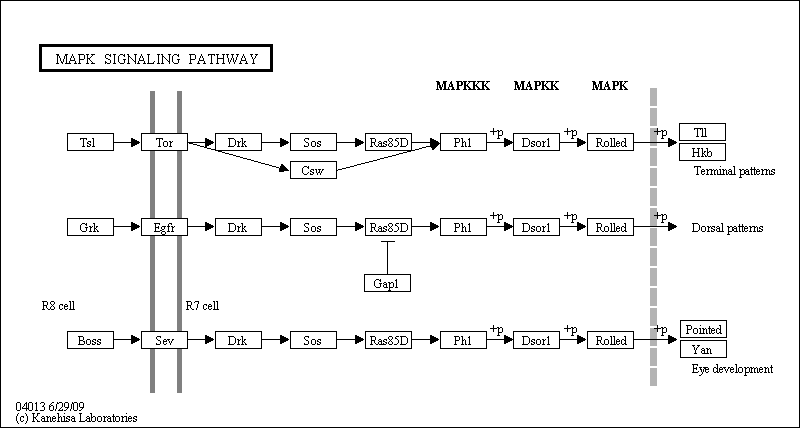 MAPK SIGNALING PATHWAY
MAPKKK MAPKK MAPK
Tsl Tor Drk Sos Ras85D Ph1 +p Dsor1 +p Rolled +p Tll
Csw Hkb
Terminal patterns
Grk Egfr Drk Sos Ras85D Ph1 +p Dsor1 +p Rolled +p Dorsal patterns
Gap1
R8 cell R7 cell
Boss Sev Drk Sos Ras85D Ph1 +p Dsor1 +p Rolled +p Pointed
Yan
Eye development
04013 6/29/09
(c) Kanehisa Laboratories